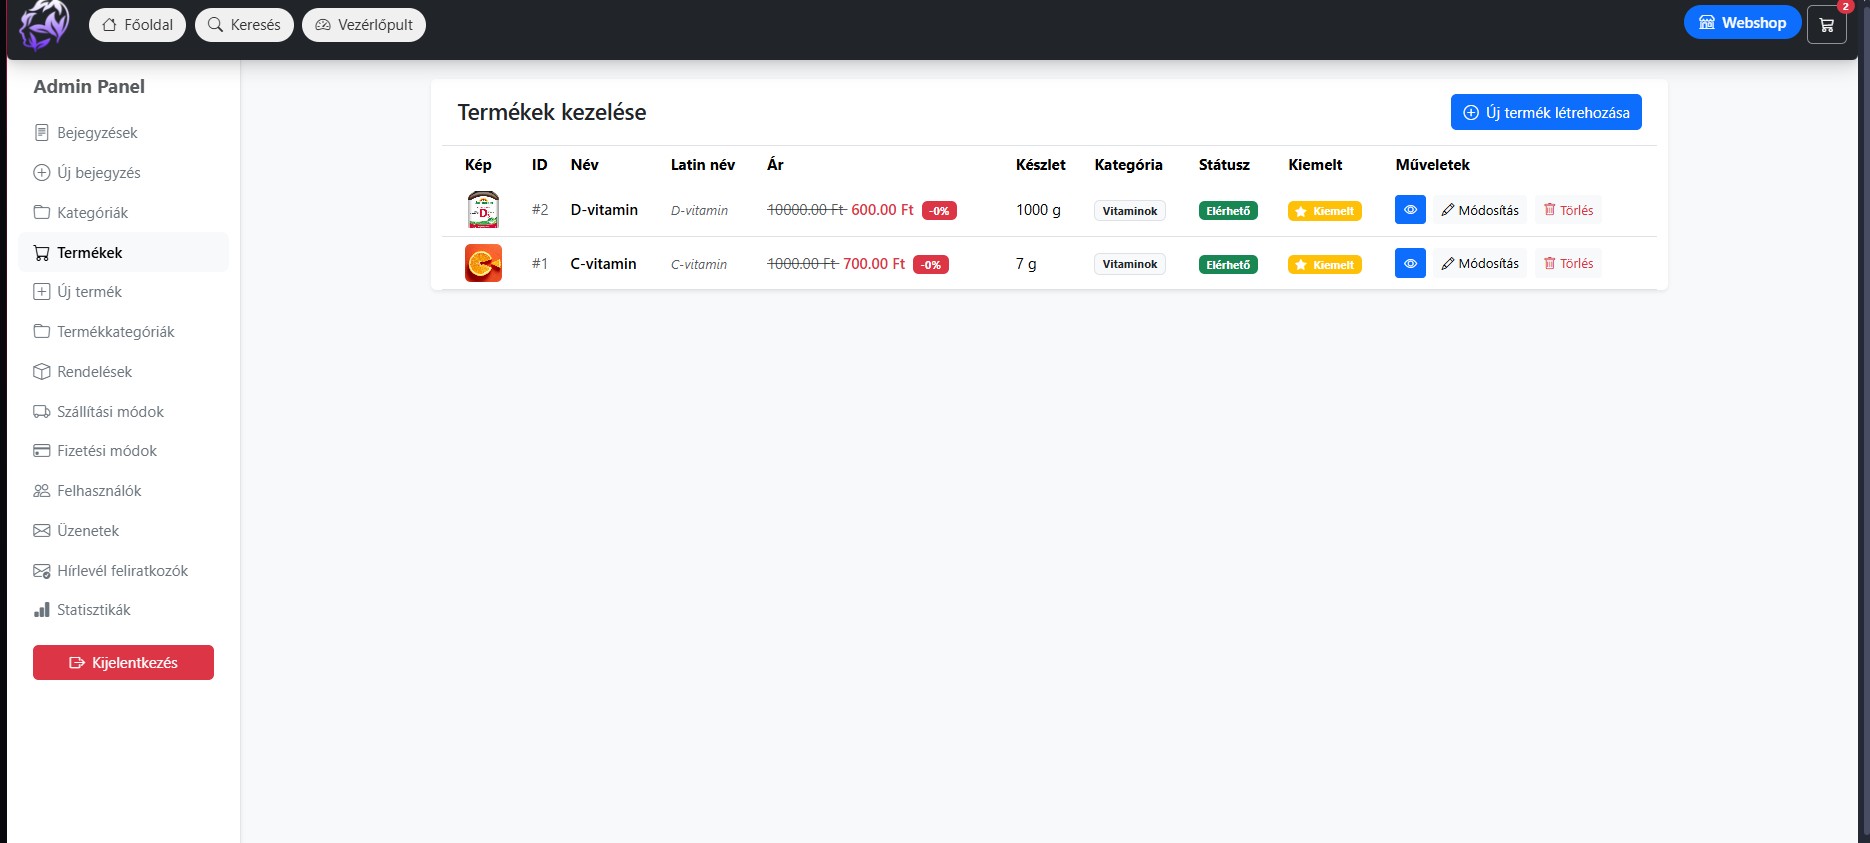 Főoldal
Keresés
Vezérlőpult
Webshop
2
Admin Panel
Bejegyzések
Új bejegyzés
Kategóriák
Termékek
Új termék
Termékkategóriák
Rendelések
Szállítási módok
Fizetési módok
Felhasználók
Üzenetek
Hírlevél feliratkozók
Statisztikák
Kijelentkezés
Termékek kezelése
Új termék létrehozása
Kép ID Név Latin név Ár Készlet Kategória Státusz Kiemelt Műveletek
#2 D-vitamin D-vitamin 10000.00 Ft 600.00 Ft -0% 1000 g Vitaminok Elérhető Kiemelt Módosítás Törlés
#1 C-vitamin C-vitamin 1000.00 Ft 700.00 Ft -0% 7 g Vitaminok Elérhető Kiemelt Módosítás Törlés